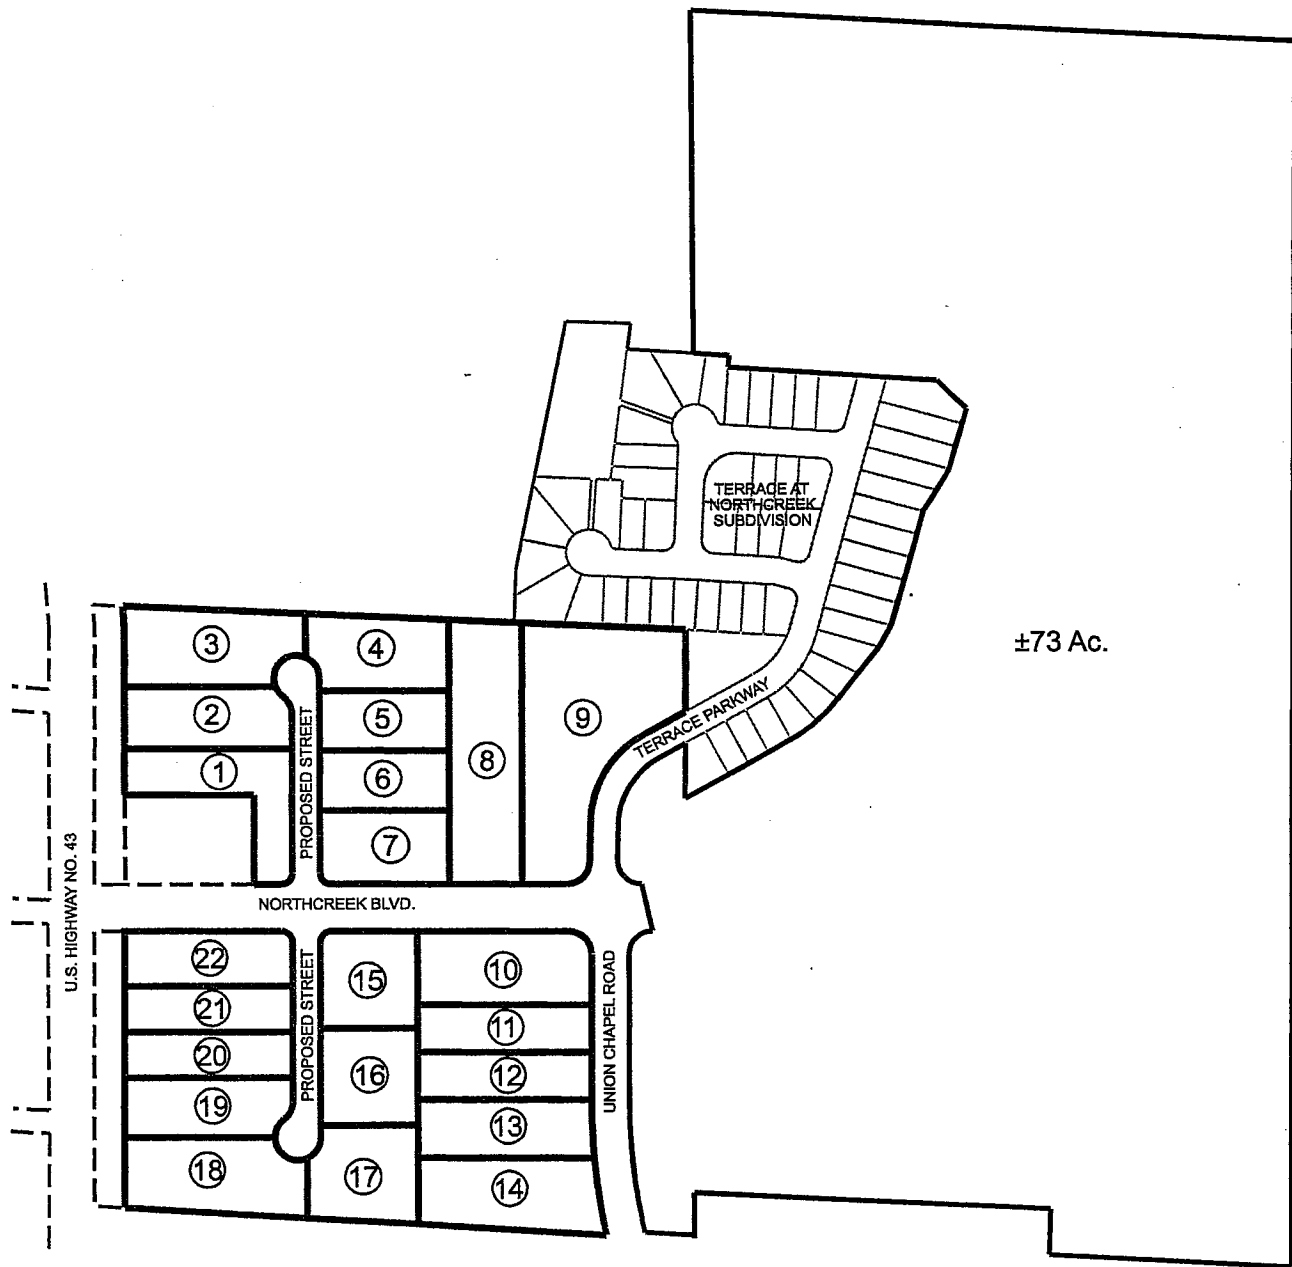 TERRACE AT
NORTHCREEK
SUBDIVISION
±73 Ac.
3
4
2
5
9
TERRACE PARKWAY
1
6
8
PROPOSED STREET
7
U.S. HIGHWAY NO. 43
NORTHCREEK BLVD.
22
15
10
21
11
PROPOSED STREET
UNION CHAPEL ROAD
20
16
12
19
13
18
17
14